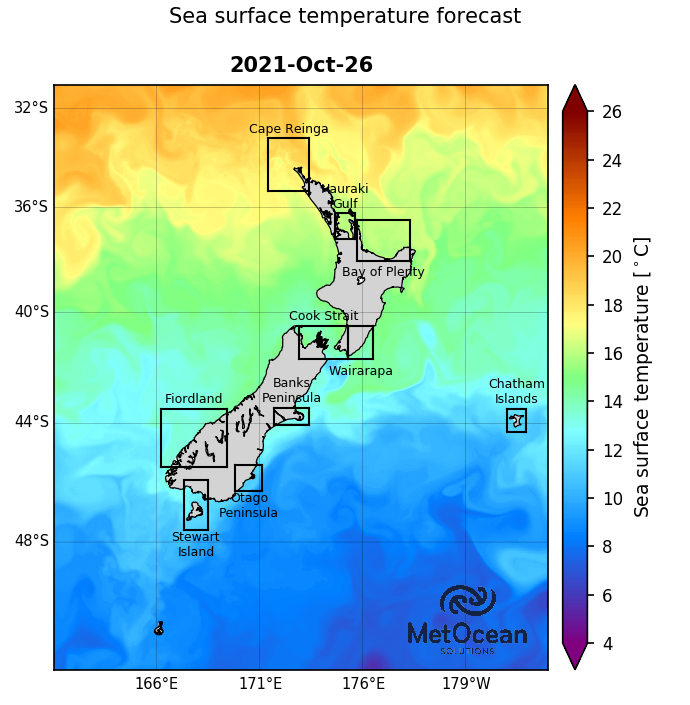 Sea surface temperature forecast
2021-Oct-26
32°S
36°S
40°S
44°S
48°S
166°E
171°E
176°E
179°W
Cape Reinga
Hauraki
Gulf
Bay of Plenty
Cook Strait
Wairarapa
Banks
Peninsula
Fiordland
Chatham
Islands
Otago
Peninsula
Stewart
Island
MetOcean
SOLUTIONS
26
24
22
20
18
16
14
12
10
8
6
4
Sea surface temperature [°C]